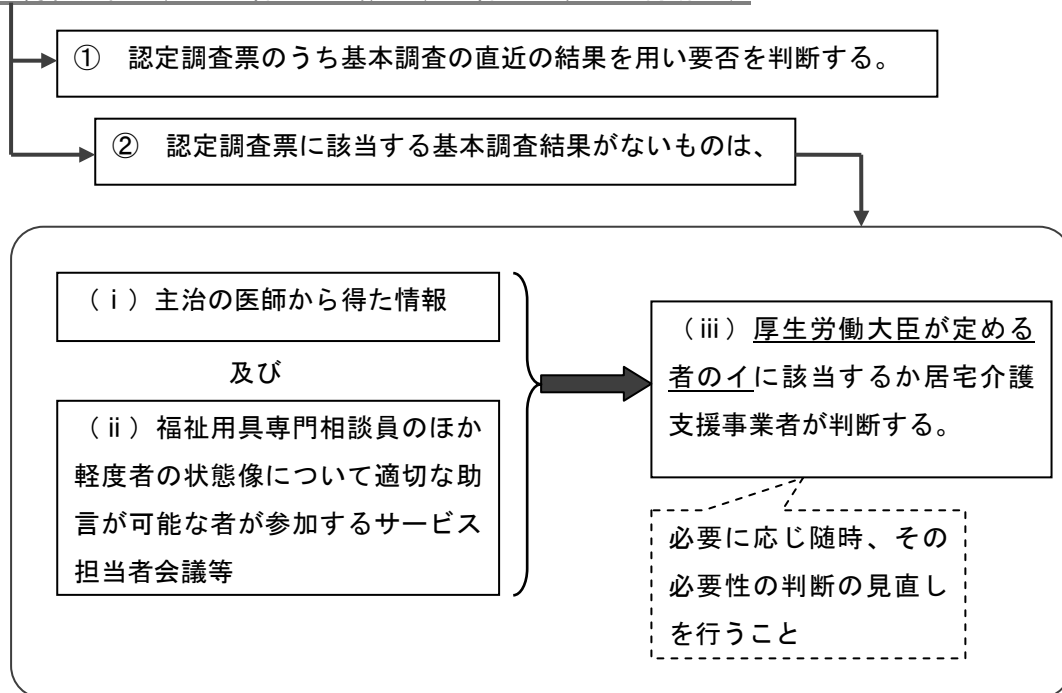 ① 認定調査票のうち基本調査の直近の結果を用い要否を判断する。
② 認定調査票に該当する基本調査結果がないものは、
（ⅰ）主治の医師から得た情報
及び
（ⅱ）福祉用具専門相談員のほか
軽度者の状態像について適切な助
言が可能な者が参加するサービス
担当者会議等
（ⅲ）厚生労働大臣が定める
者のイに該当するか居宅介護
支援事業者が判断する。
必要に応じ随時、その
必要性の判断の見直し
を行うこと